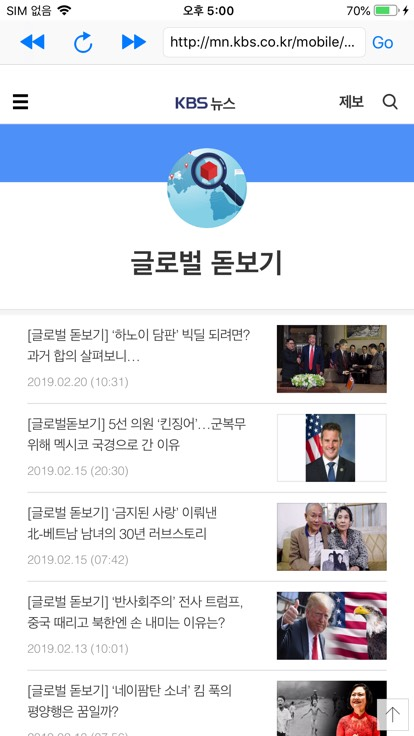 SIM 없음
오후 5:00
70%
http://mn.kbs.co.kr/mobile/...
Go
KBS 뉴스
제보
글로벌 돋보기
[글로벌 돋보기] ‘하노이 담판’ 빅딜 되려면?
과거 합의 살펴보니…
2019.02.20 (10:31)
[글로벌돋보기] 5선 의원 ‘킨징어’…군복무
위해 멕시코 국경으로 간 이유
2019.02.15 (20:30)
[글로벌 돋보기] ‘금지된 사랑’ 이뤄낸
北-베트남 남녀의 30년 러브스토리
2019.02.15 (07:42)
[글로벌 돋보기] ‘반사회주의’ 전사 트럼프,
중국 때리고 북한엔 손 내미는 이유는?
2019.02.13 (10:01)
[글로벌 돋보기] ‘네이팜탄 소녀’ 킴 푹의
평양행은 꿈일까?